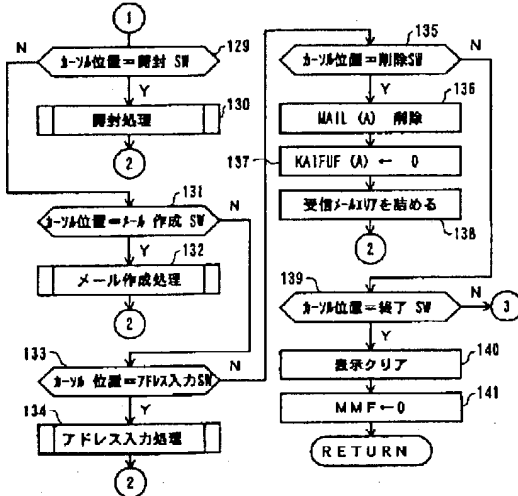 1
N
カーソル位置=開封 SW
129
Y
開封処理
130
2
131
N
カーソル位置=メール 作成 SW
Y
132
メール作成処理
2
133
N
カーソル 位置=アドレス入力SW
Y
134
アドレス入力処理
2
135
N
カーソル位置=削除SW
Y
136
MAIL (A) 削除
137
KAIFUF (A) ← 0
受信メールエリアを詰める
138
2
139
N
カーソル位置=終了 SW
3
Y
表示クリア
140
MMF←0
141
RETURN